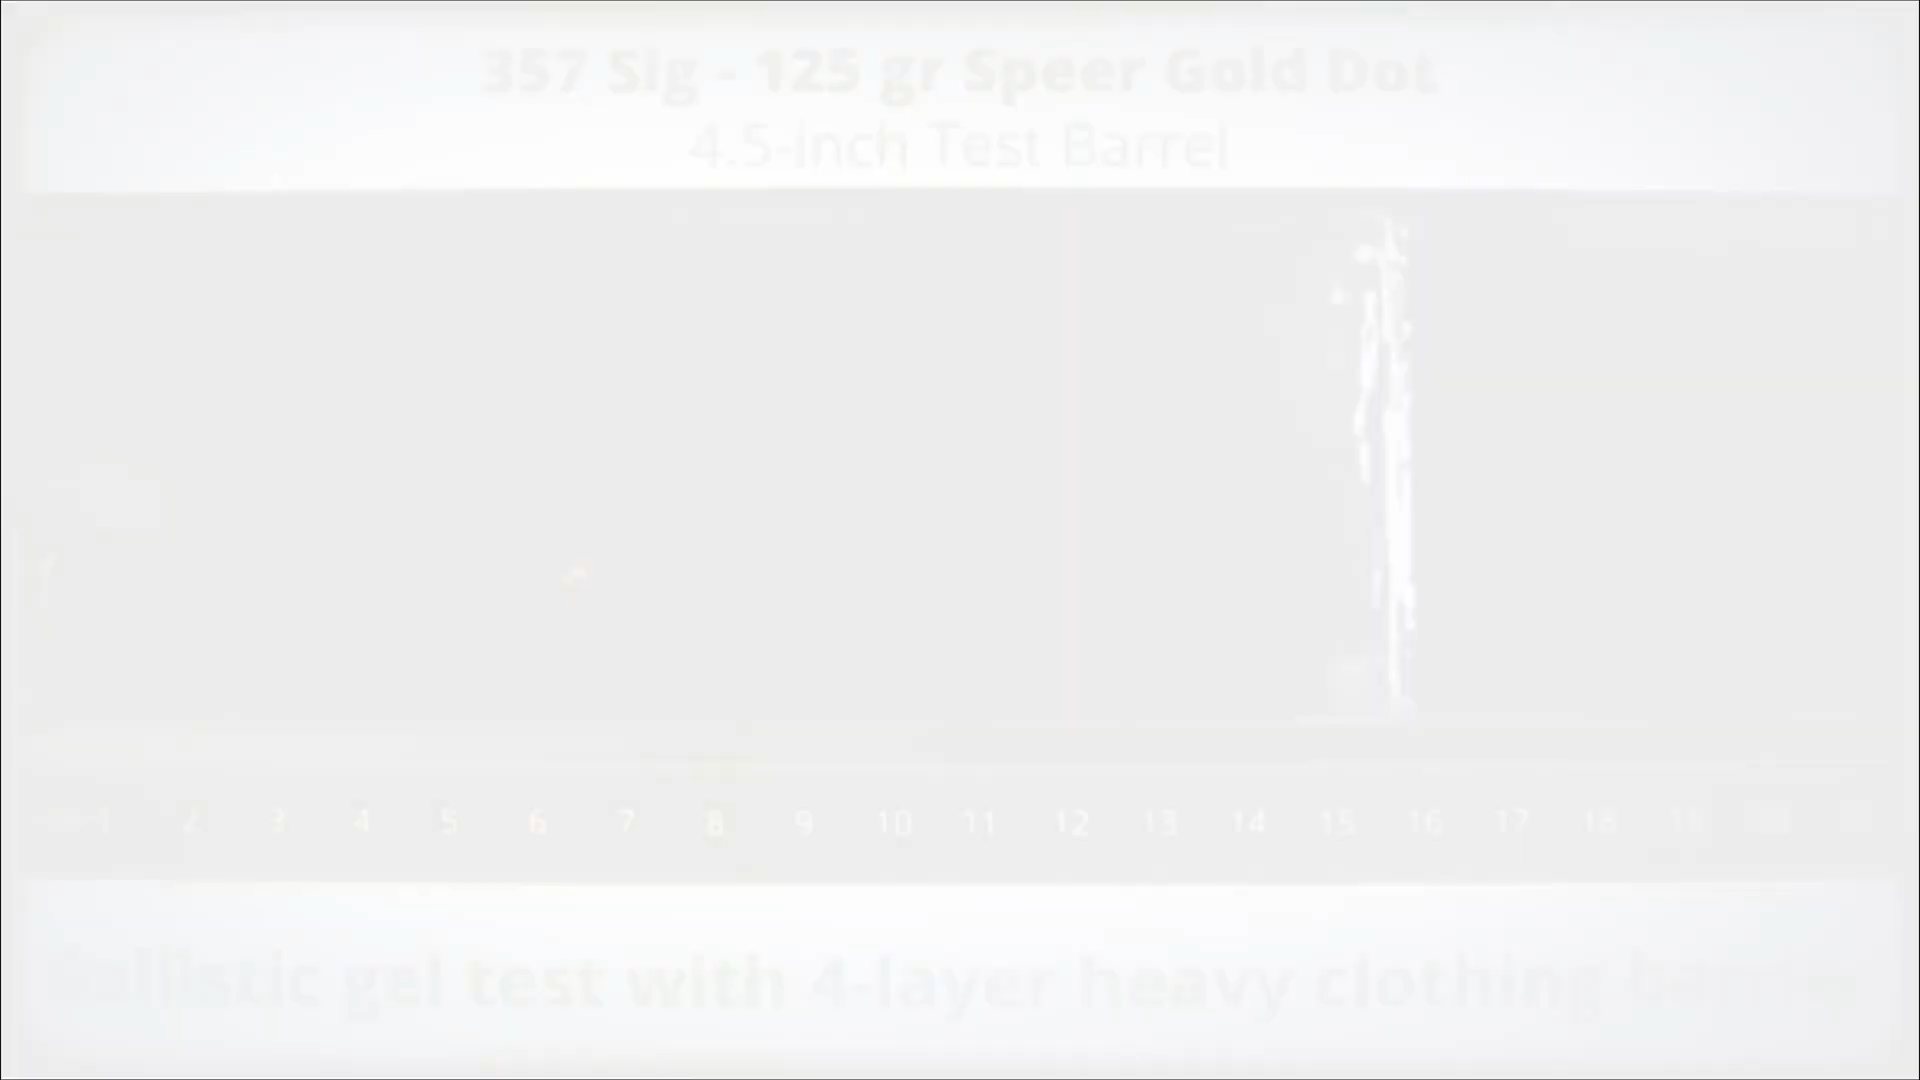 357 Sig - 125 gr Speer Gold Dot
4.5-inch Test Barrel
1 2 3 4 5 6 7 8 9 10 11 12 13 14 15 16 17 18 19
Ballistic gel test with 4-layer heavy clothing